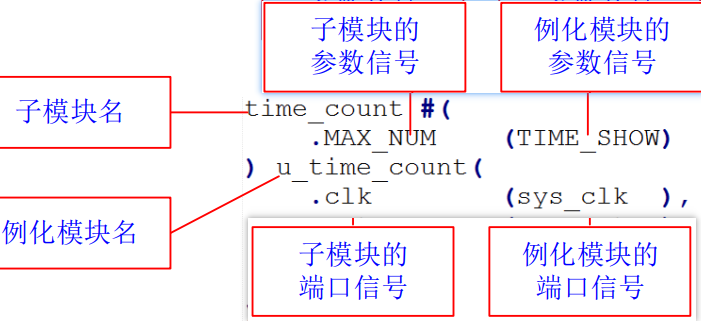 子模块的
参数信号
例化模块的
参数信号
子模块名
time_count #(
.MAX_NUM (TIME_SHOW)
) u_time_count(
.clk (sys_clk ),
例化模块名
子模块的
端口信号
例化模块的
端口信号